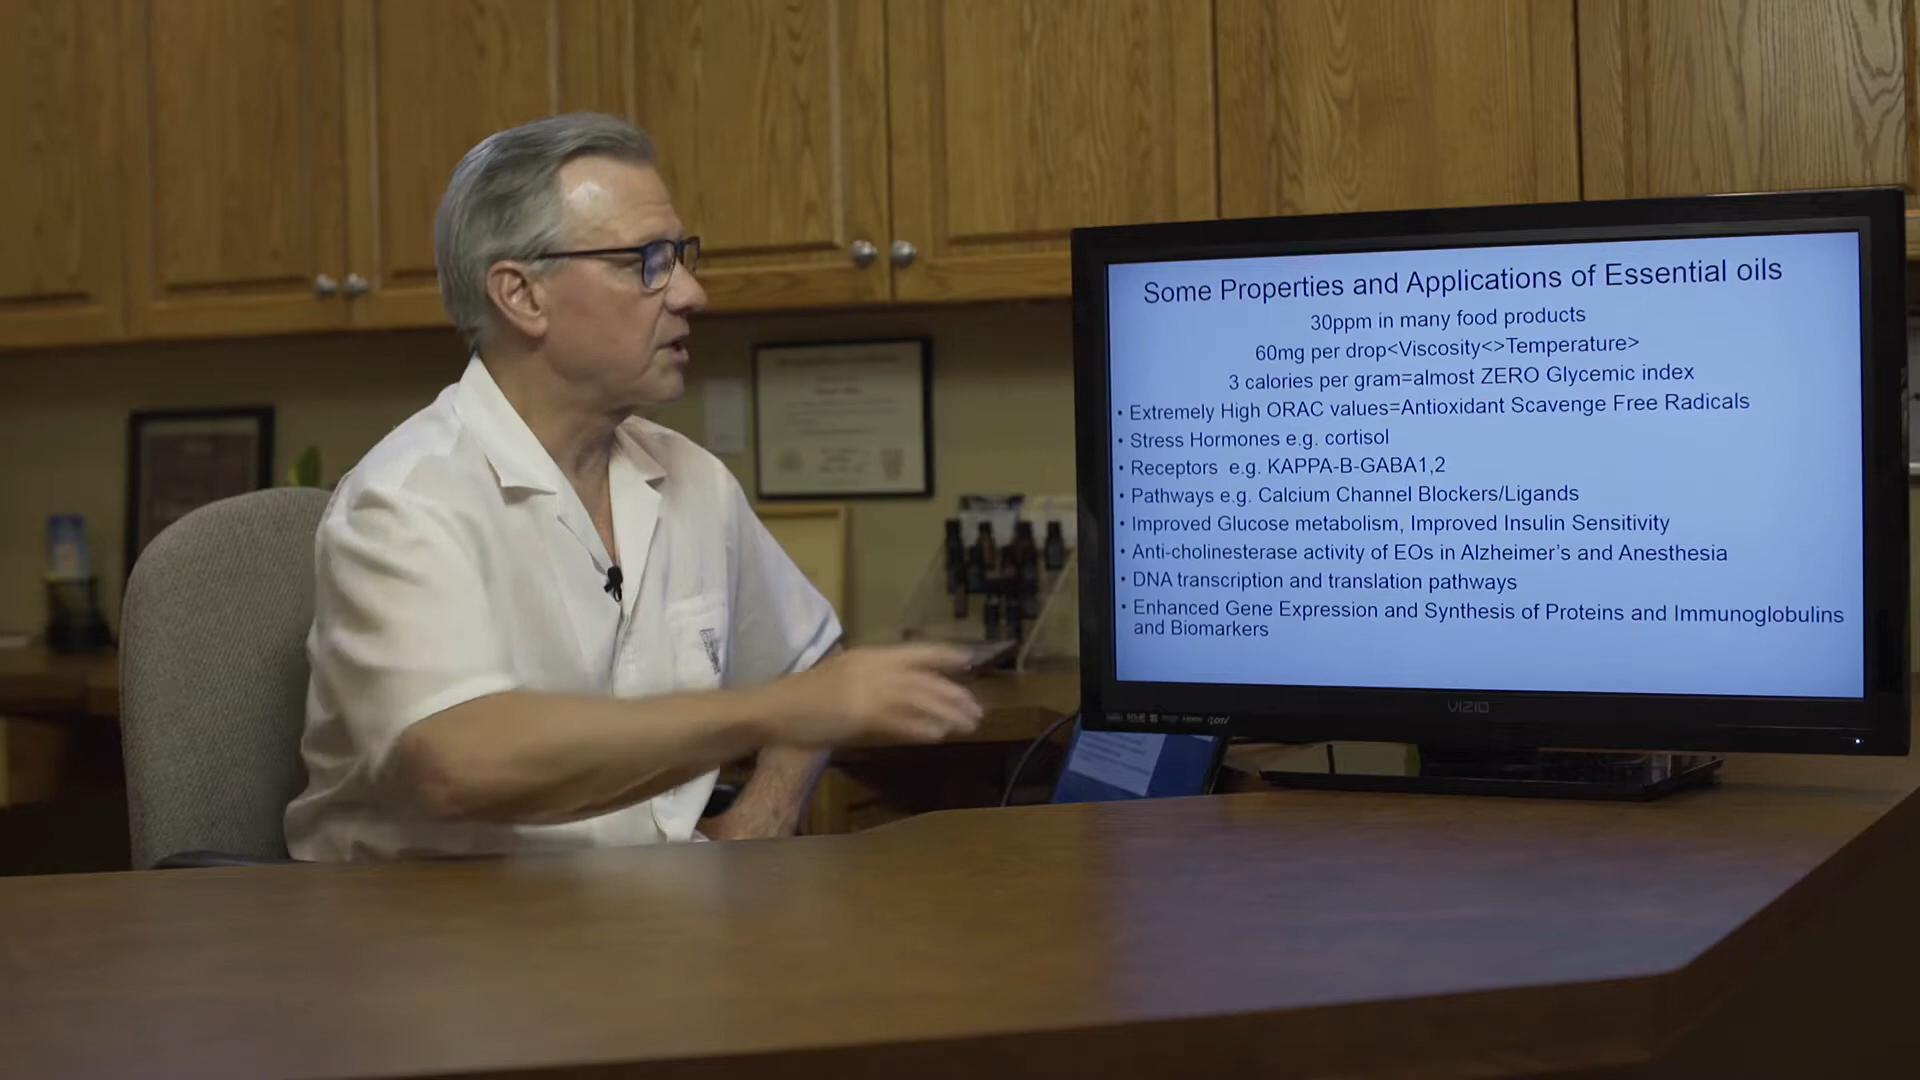 Some Properties and Applications of Essential oils
30ppm in many food products
60mg per drop<Viscosity<>Temperature>
3 calories per gram=almost ZERO Glycemic index
• Extremely High ORAC values=Antioxidant Scavenge Free Radicals
• Stress Hormones e.g. cortisol
• Receptors e.g. KAPPA-B-GABA1,2
• Pathways e.g. Calcium Channel Blockers/Ligands
• Improved Glucose metabolism, Improved Insulin Sensitivity
• Anti-cholinesterase activity of EOs in Alzheimer's and Anesthesia
• DNA transcription and translation pathways
• Enhanced Gene Expression and Synthesis of Proteins and Immunoglobulins
and Biomarkers
VIZIO